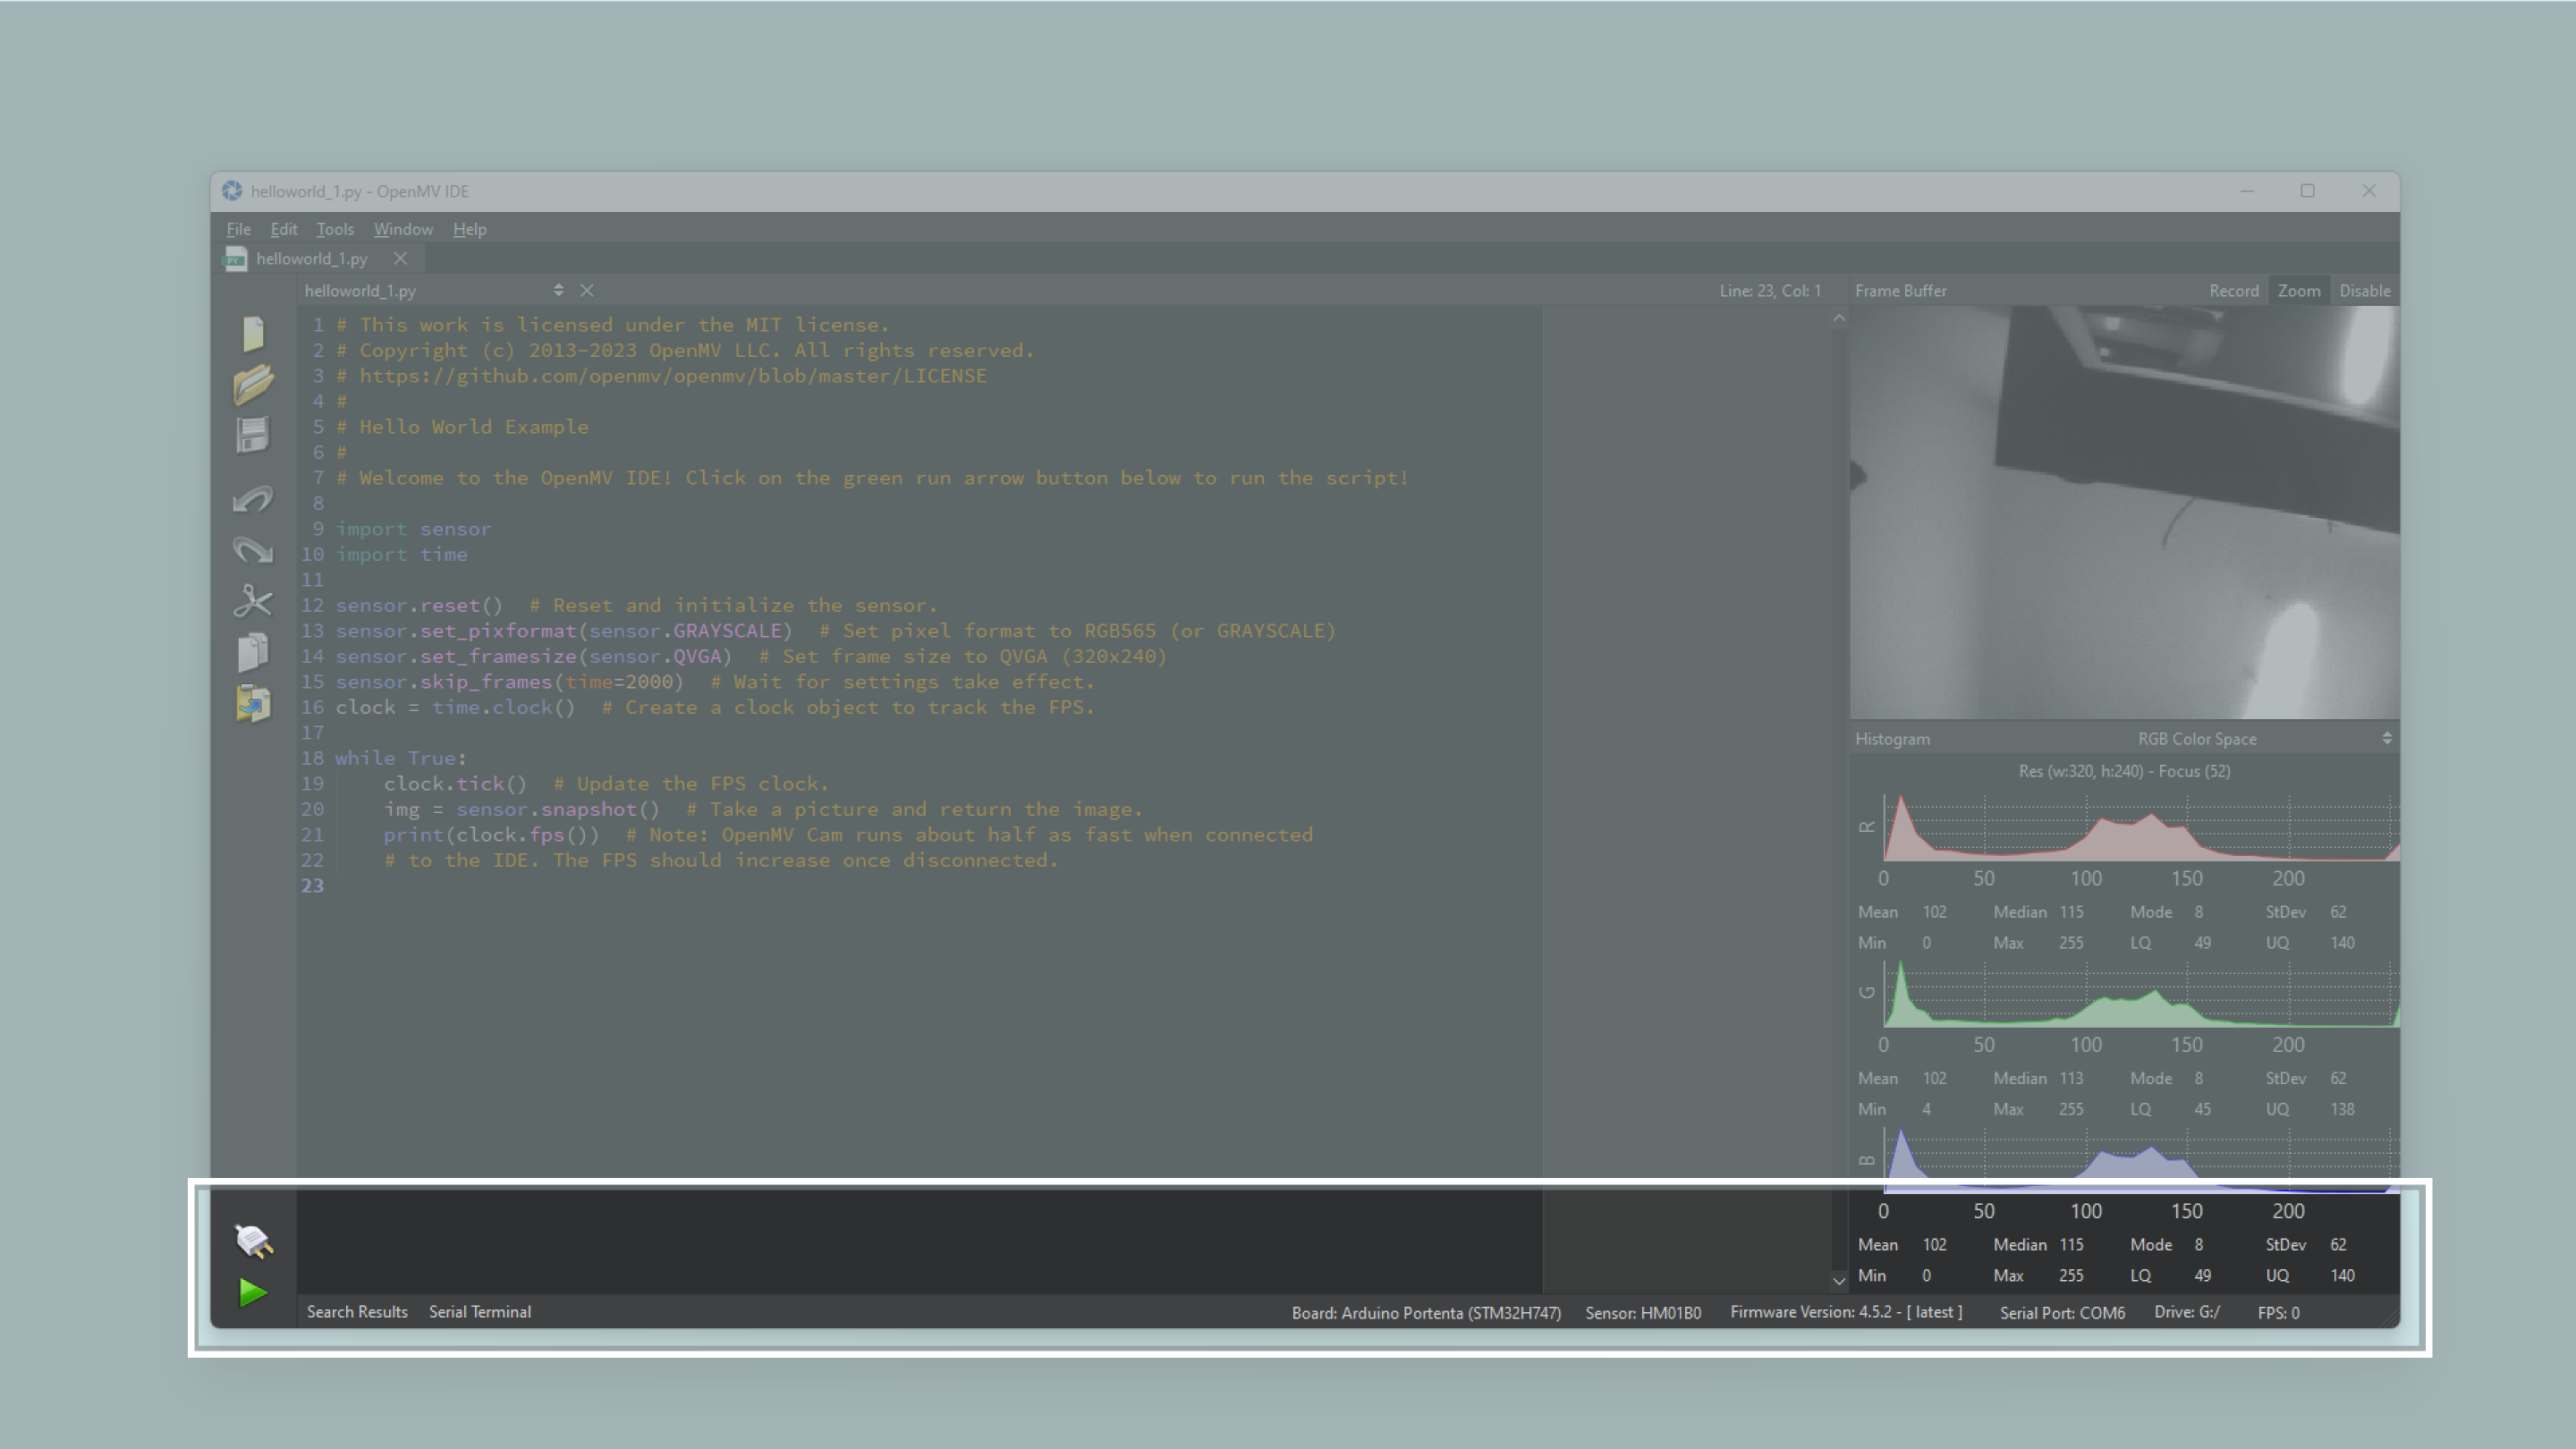 helloworld_1.py - OpenMV IDE
File Edit Tools Window Help
PY helloworld_1.py
helloworld_1.py Line: 23, Col: 1 Frame Buffer Record Zoom Disable
1 # This work is licensed under the MIT license.
2 # Copyright (c) 2013-2023 OpenMV LLC. All rights reserved.
3 # https://github.com/openmv/openmv/blob/master/LICENSE
4 #
5 # Hello World Example
6 #
7 # Welcome to the OpenMV IDE! Click on the green run arrow button below to run the script!
8
9 import sensor
10 import time
11
12 sensor.reset()  # Reset and initialize the sensor.
13 sensor.set_pixformat(sensor.GRAYSCALE)  # Set pixel format to RGB565 (or GRAYSCALE)
14 sensor.set_framesize(sensor.QVGA)  # Set frame size to QVGA (320x240)
15 sensor.skip_frames(time=2000)  # Wait for settings take effect.
16 clock = time.clock()  # Create a clock object to track the FPS.
17
18 while True:
19     clock.tick()  # Update the FPS clock.
20     img = sensor.snapshot()  # Take a picture and return the image.
21     print(clock.fps())  # Note: OpenMV Cam runs about half as fast when connected
22     # to the IDE. The FPS should increase once disconnected.
23
Histogram RGB Color Space
Res (w:320, h:240) - Focus (52)
R
0 50 100 150 200
Mean 102 Median 115 Mode 8 StDev 62
Min 0 Max 255 LQ 49 UQ 140
G
0 50 100 150 200
Mean 102 Median 113 Mode 8 StDev 62
Min 4 Max 255 LQ 45 UQ 138
B
0 50 100 150 200
Mean 102 Median 115 Mode 8 StDev 62
Min 0 Max 255 LQ 49 UQ 140
Search Results Serial Terminal Board: Arduino Portenta (STM32H747) Sensor: HM01B0 Firmware Version: 4.5.2 - [ latest ] Serial Port: COM6 Drive: G:/ FPS: 0